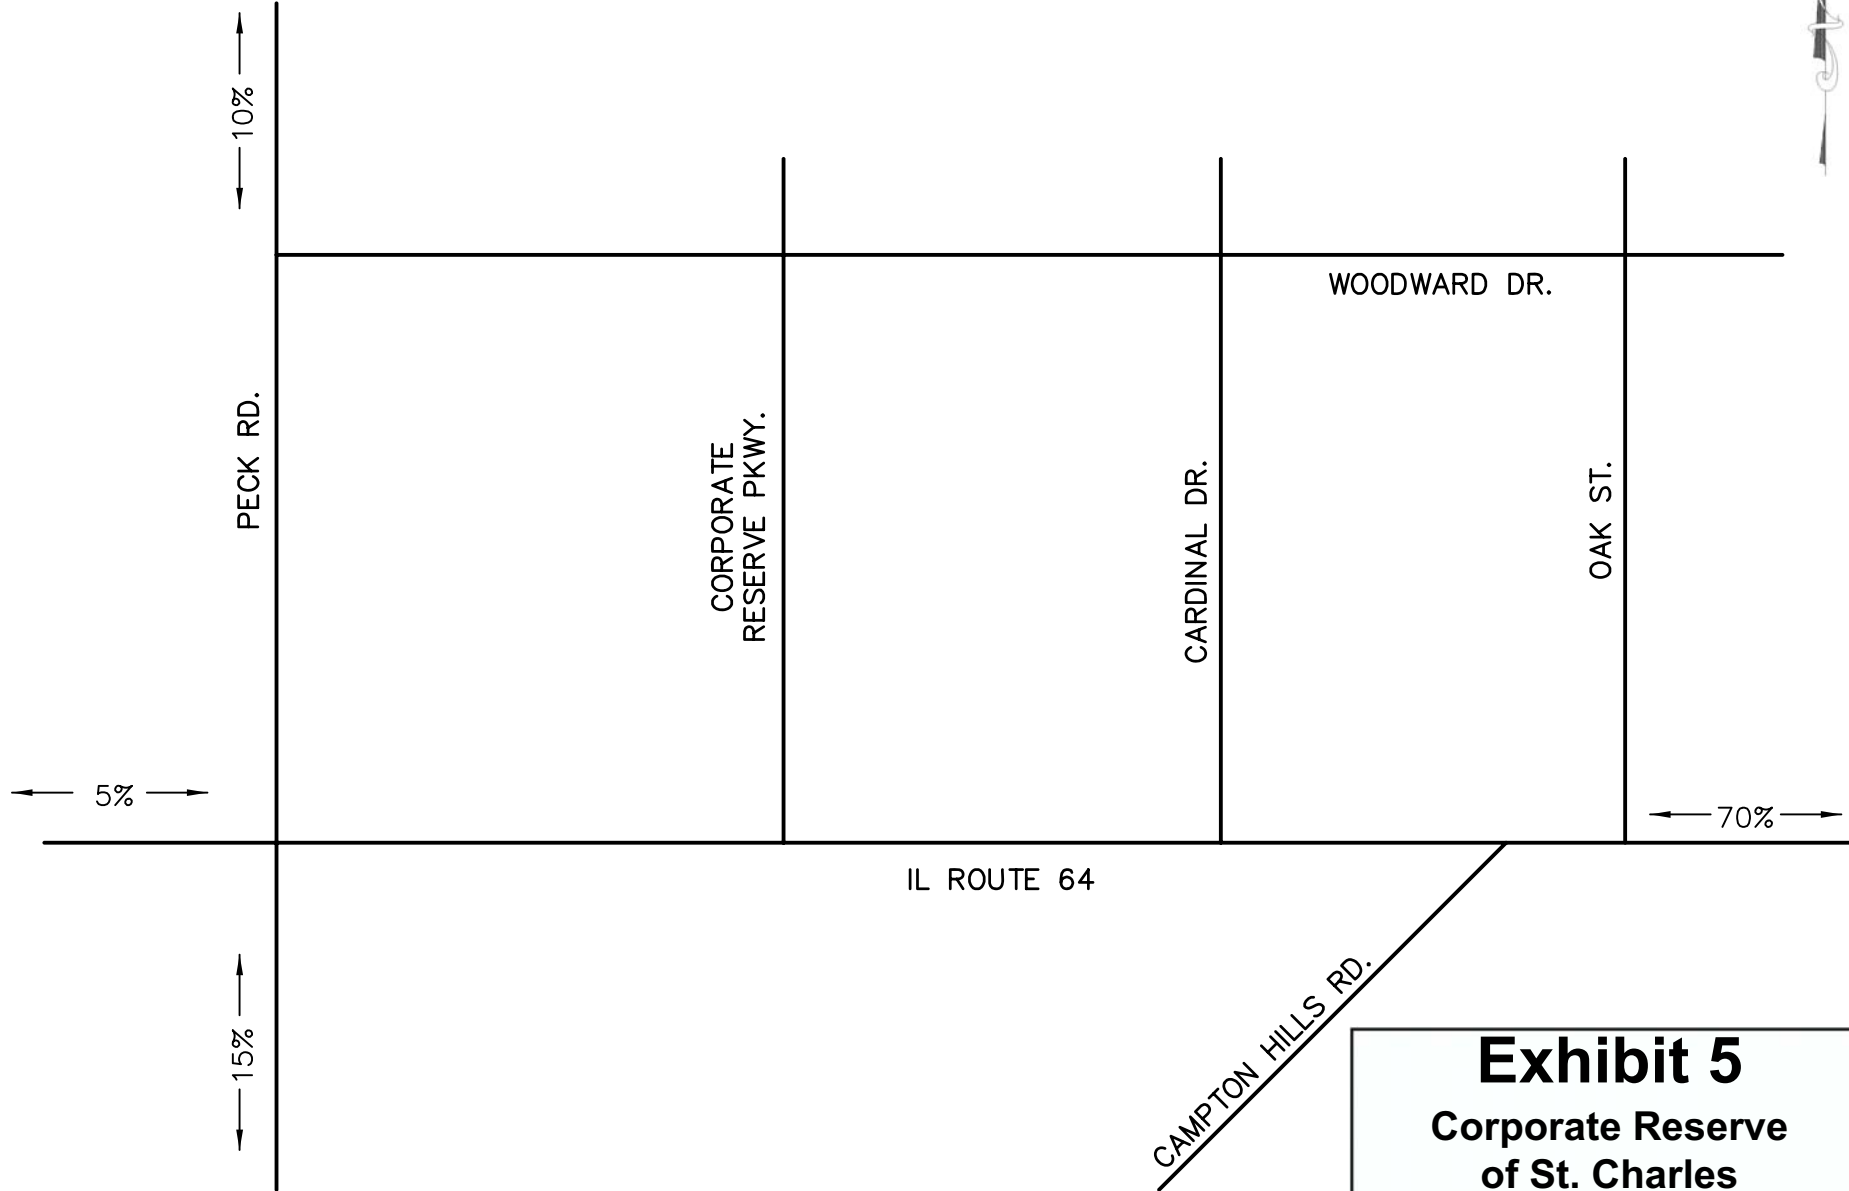 10%
WOODWARD DR.
PECK RD.
CORPORATE
RESERVE PKWY.
CARDINAL DR.
OAK ST.
5%
70%
IL ROUTE 64
15%
CAMPTON HILLS RD.
Exhibit 5
Corporate Reserve
of St. Charles